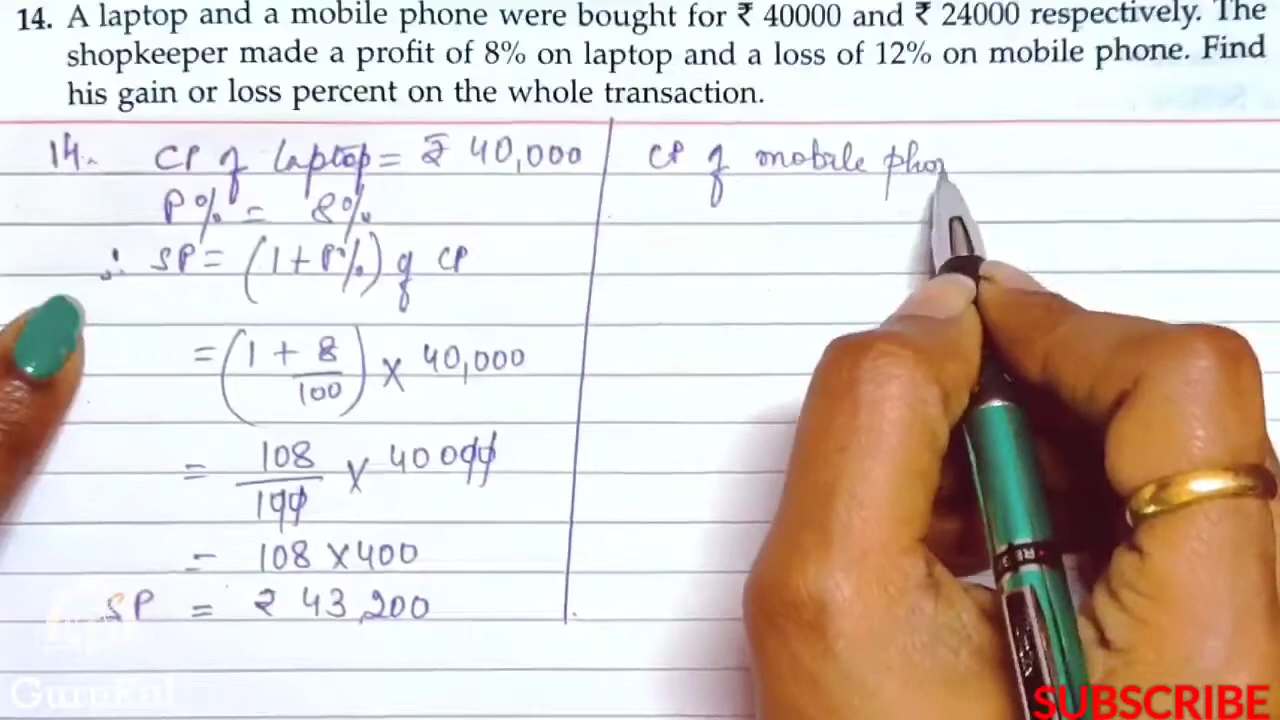 14. A laptop and a mobile phone were bought for ₹ 40000 and ₹ 24000 respectively. The
shopkeeper made a profit of 8% on laptop and a loss of 12% on mobile phone. Find
his gain or loss percent on the whole transaction.
14. CP of laptop = ₹ 40,000
P% = 8%
∴ SP = (1+P%) of CP
= (1 + 8/100) × 40,000
= 108/100 × 40000
= 108 × 400
SP = ₹ 43,200
CP of mobile phon
Gurukul
SUBSCRIBE